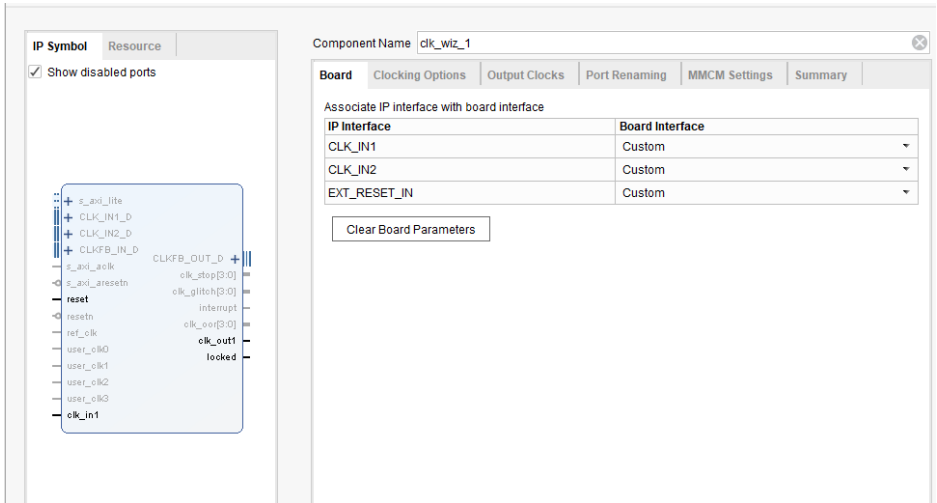 IP Symbol Resource
Show disabled ports
s_axi_lite
CLK_IN1_D
CLK_IN2_D
CLKFB_IN_D
s_axi_aclk
s_axi_aresetn
reset
resetn
ref_clk
user_clk0
user_clk1
user_clk2
user_clk3
clk_in1
CLKFB_OUT_D
clk_stop[3:0]
clk_glitch[3:0]
interrupt
clk_oor[3:0]
clk_out1
locked
Component Name clk_wiz_1
Board Clocking Options Output Clocks Port Renaming MMCM Settings Summary
Associate IP interface with board interface
IP Interface Board Interface
CLK_IN1 Custom
CLK_IN2 Custom
EXT_RESET_IN Custom
Clear Board Parameters